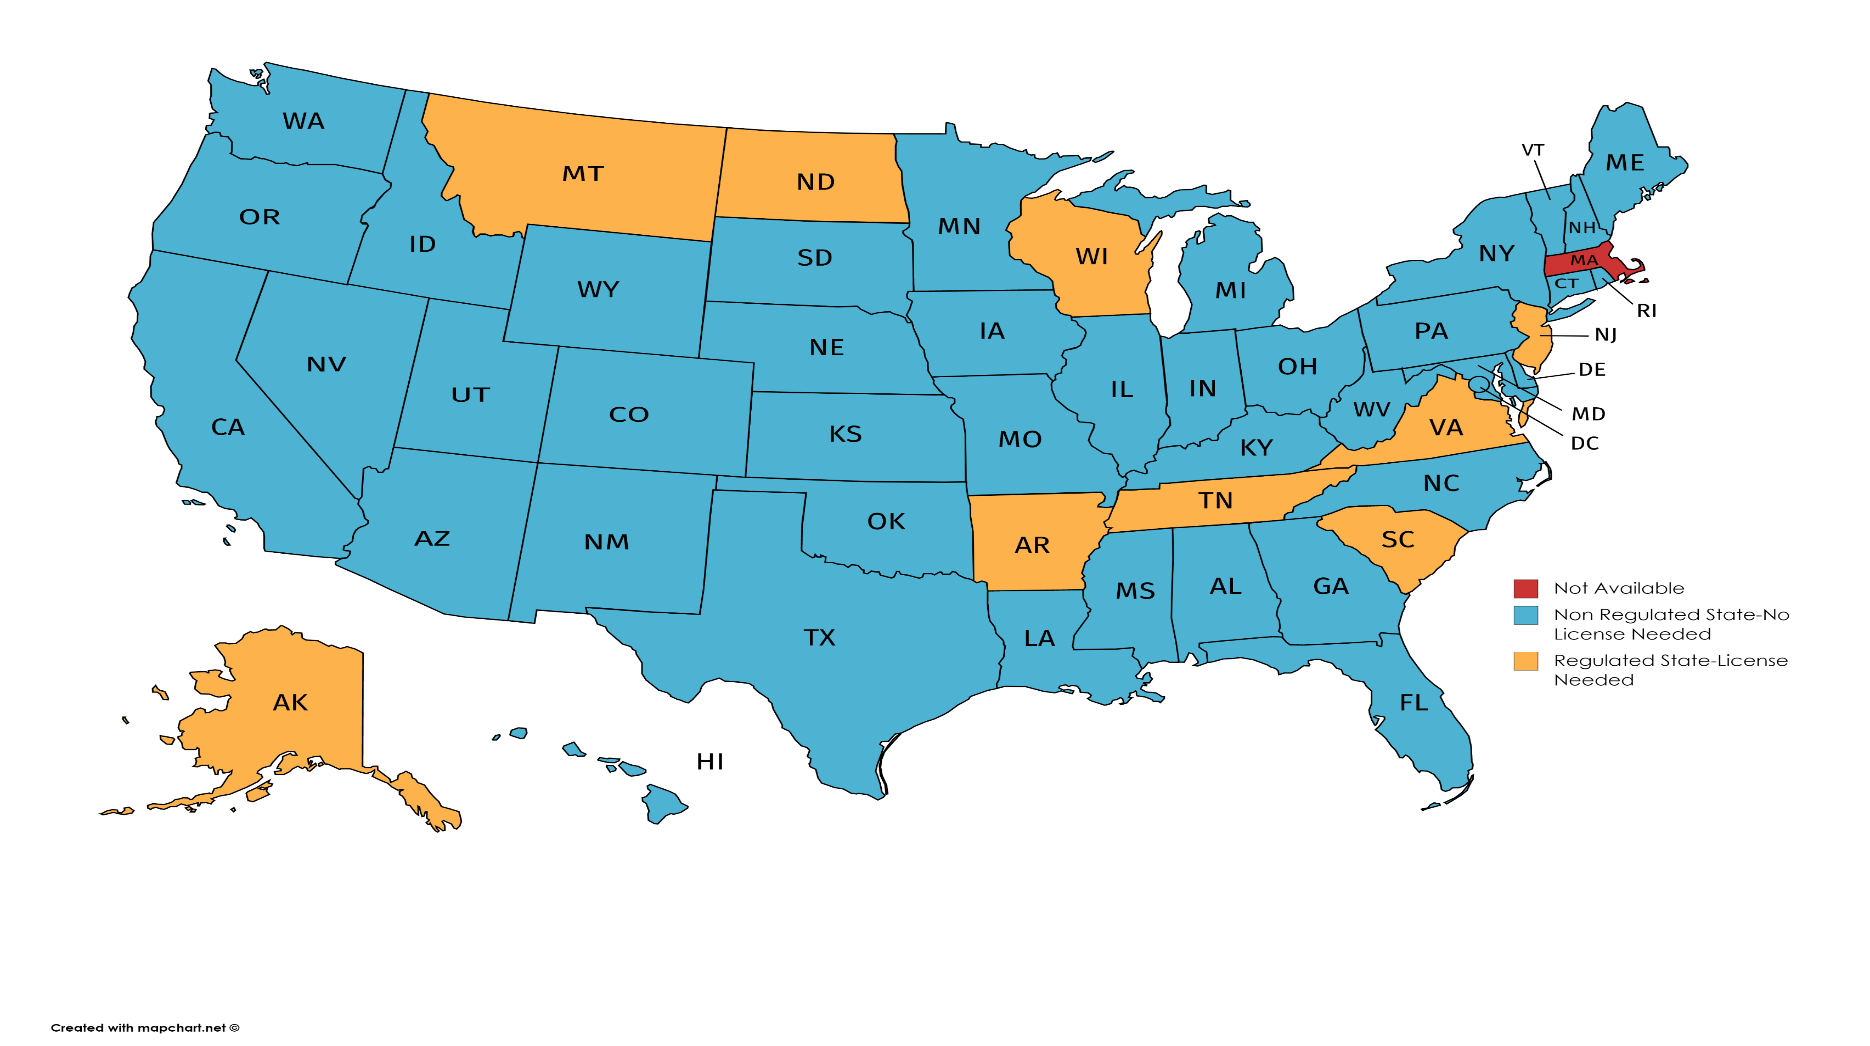 WA
MT
ND
MN
VT
ME
OR
ID
SD
WI
NY
NH
MA
WY
MI
CT
RI
IA
PA
NJ
NV
NE
OH
DE
UT
IL
IN
CO
WV
MD
CA
KS
MO
KY
VA
DC
AZ
NM
OK
TN
NC
AR
SC
MS
AL
GA
TX
LA
AK
FL
HI
Not Available
Non Regulated State-No
License Needed
Regulated State-License
Needed
Created with mapchart.net ©